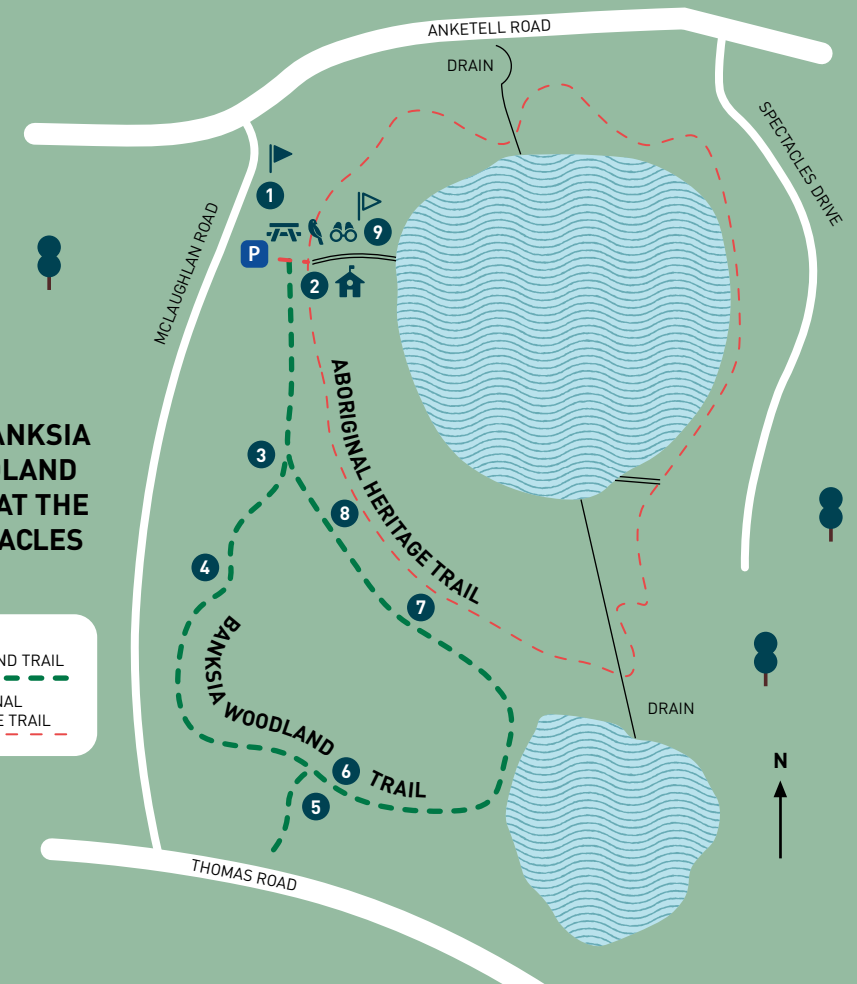 ANKETELL ROAD
DRAIN
SPECTACLES DRIVE
1
MCLAUGHLAN ROAD
9
P
2
ABORIGINAL HERITAGE TRAIL
ANKSIA
DLAND
AT THE
ACLES
3
8
4
7
BANKSIA WOODLAND TRAIL
ND TRAIL
NAL
E TRAIL
DRAIN
6
5
N
THOMAS ROAD